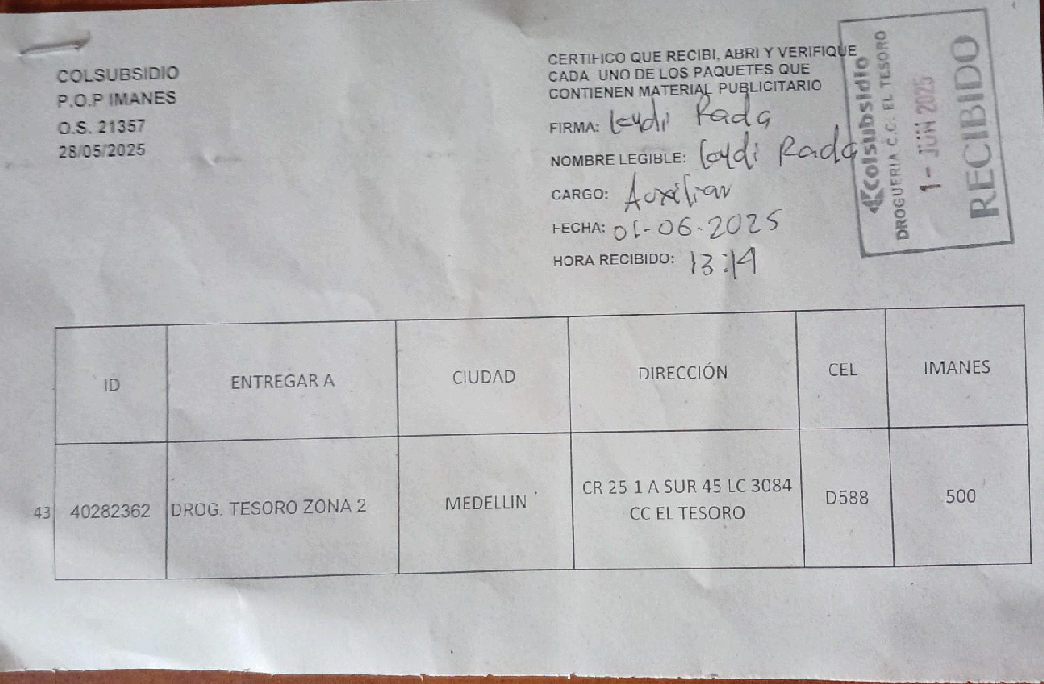 COLSUBSIDIO
P.O.P IMANES
O.S. 21357
28/05/2025
CERTIFICO QUE RECIBI, ABRI Y VERIFIQUE
CADA UNO DE LOS PAQUETES QUE
CONTIENEN MATERIAL PUBLICITARIO
FIRMA: Leydi Rada
NOMBRE LEGIBLE: Leydi Rada
CARGO: Auxiliar
FECHA: 01-06-2025
HORA RECIBIDO: 13:19
Colsubsidio
DROGUERIA C.C. EL TESORO
1 - JUN 2025
RECIBIDO
ID ENTREGAR A CIUDAD DIRECCIÓN CEL IMANES
43 40282362 DROG. TESORO ZONA 2 MEDELLIN CR 25 1 A SUR 45 LC 3084 D588 500
CC EL TESORO